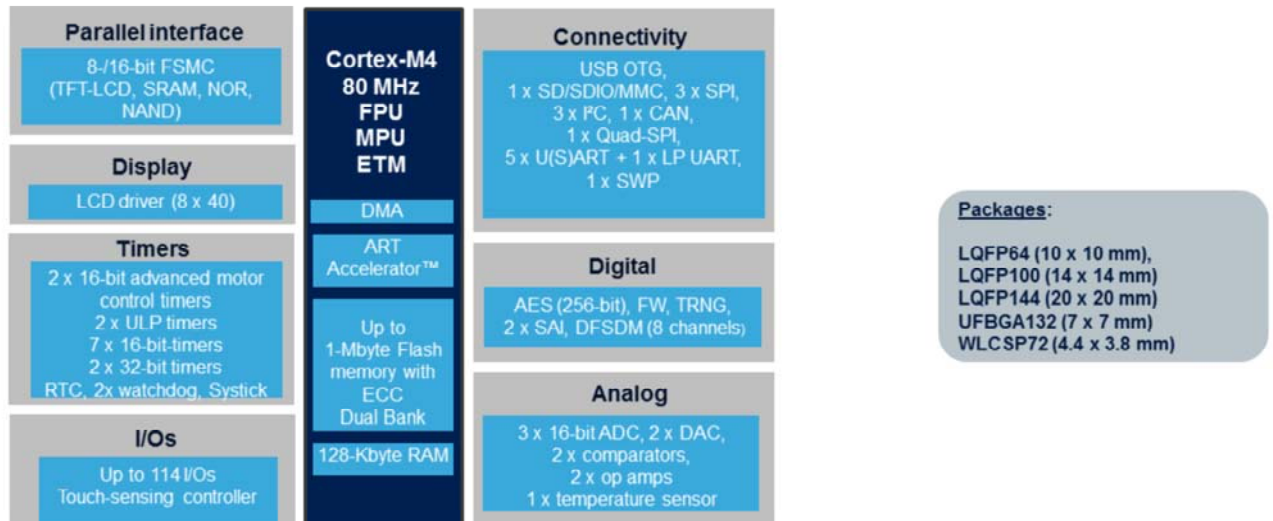 Parallel interface
8-/16-bit FSMC
(TFT-LCD, SRAM, NOR,
NAND)
Display
LCD driver (8 x 40)
Timers
2 x 16-bit advanced motor
control timers
2 x ULP timers
7 x 16-bit-timers
2 x 32-bit timers
RTC, 2x watchdog, Systick
I/Os
Up to 114 I/Os
Touch-sensing controller
Cortex-M4
80 MHz
FPU
MPU
ETM
DMA
ART
Accelerator™
Up to
1-Mbyte Flash
memory with
ECC
Dual Bank
128-Kbyte RAM
Connectivity
USB OTG,
1 x SD/SDIO/MMC, 3 x SPI,
3 x I²C, 1 x CAN,
1 x Quad-SPI,
5 x U(S)ART + 1 x LP UART,
1 x SWP
Digital
AES (256-bit), FW, TRNG,
2 x SAI, DFSDM (8 channels)
Analog
3 x 16-bit ADC, 2 x DAC,
2 x comparators,
2 x op amps
1 x temperature sensor
Packages:
LQFP64 (10 x 10 mm),
LQFP100 (14 x 14 mm)
LQFP144 (20 x 20 mm)
UFBGA132 (7 x 7 mm)
WLCSP72 (4.4 x 3.8 mm)